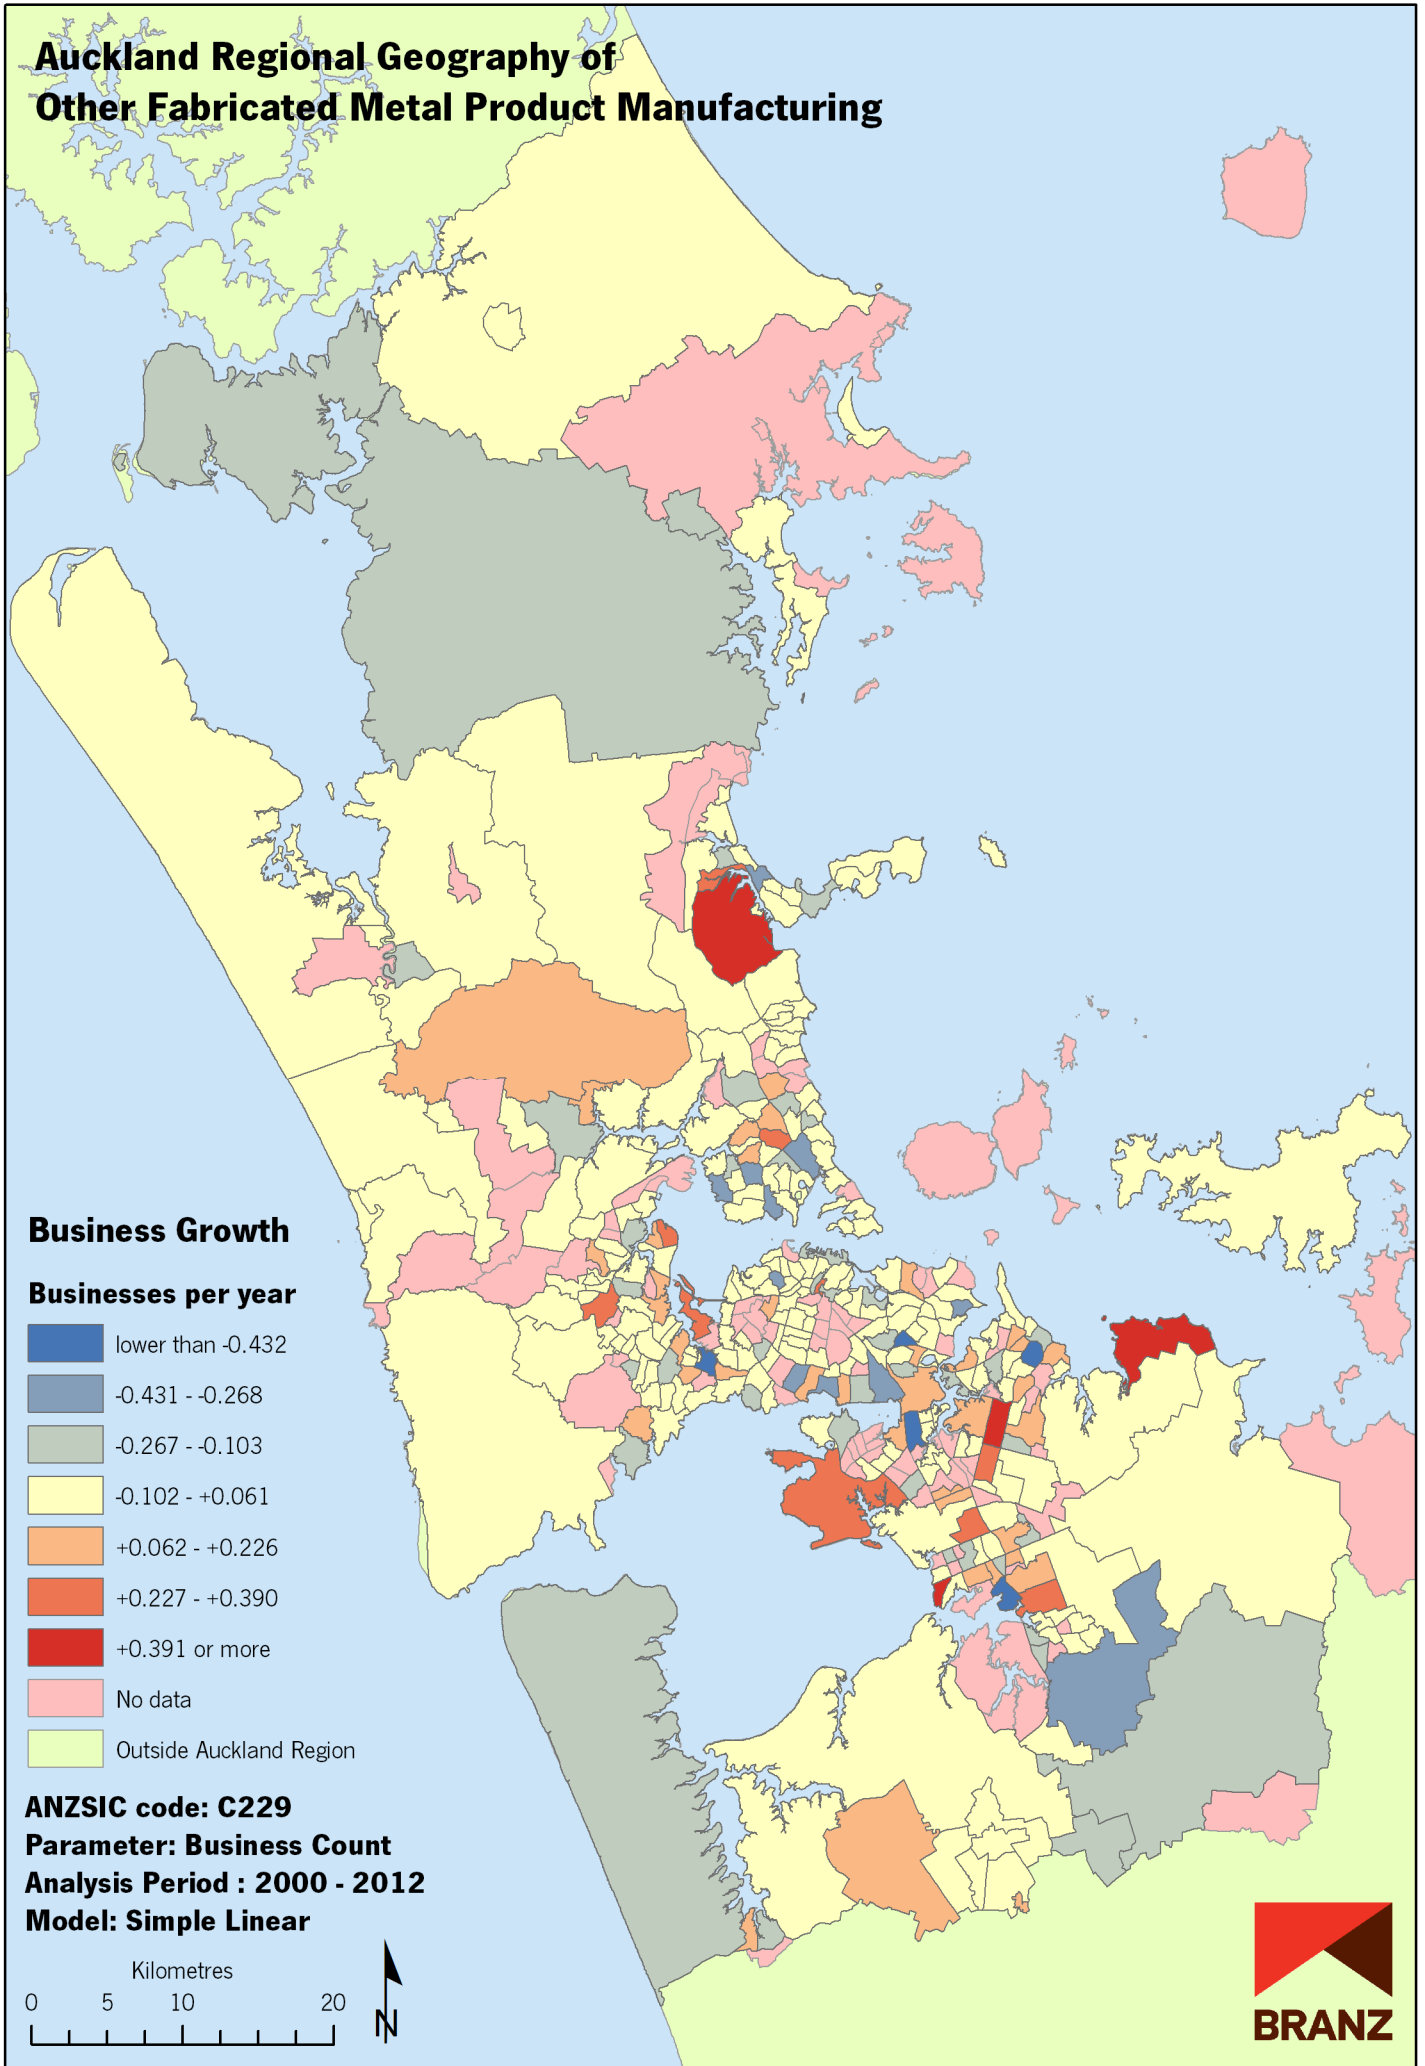 Auckland Regional Geography of
Other Fabricated Metal Product Manufacturing
Business Growth
Businesses per year
lower than -0.432
-0.431 - -0.268
-0.267 - -0.103
-0.102 - +0.061
+0.062 - +0.226
+0.227 - +0.390
+0.391 or more
No data
Outside Auckland Region
ANZSIC code: C229
Parameter: Business Count
Analysis Period : 2000 - 2012
Model: Simple Linear
Kilometres
0 5 10 20
N
BRANZ